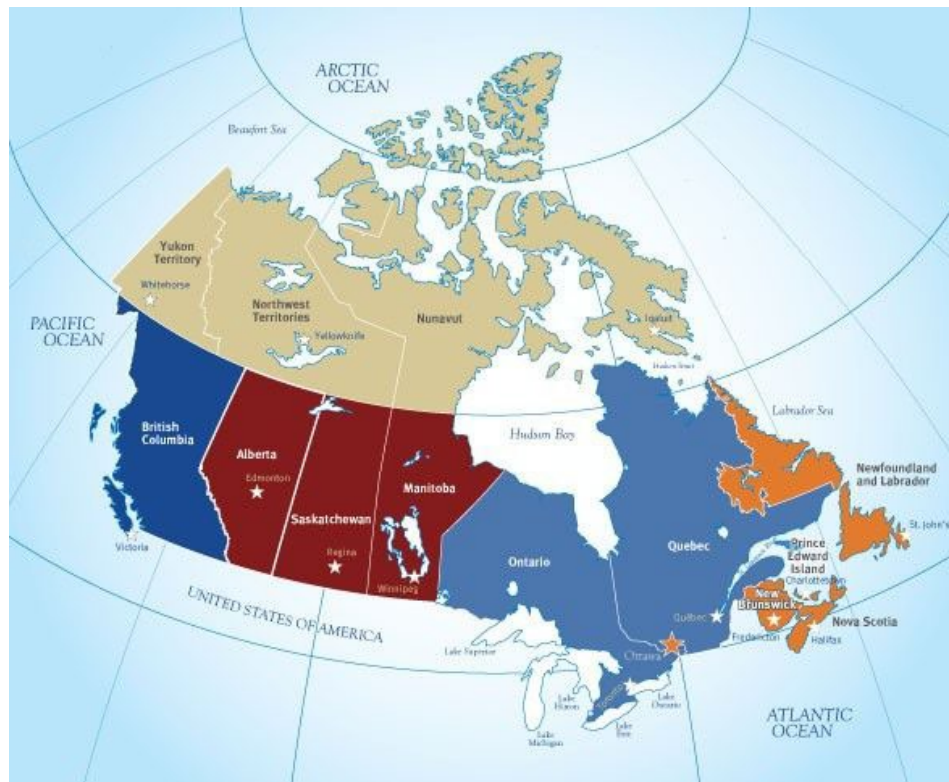 ARCTIC
OCEAN
Beaufort Sea
Yukon
Territory
Whitehorse
Northwest
Territories
Yellowknife
Nunavut
Iqaluit
PACIFIC
OCEAN
Hudson Bay
Labrador Sea
British
Columbia
Alberta
Edmonton
Manitoba
Saskatchewan
Regina
Winnipeg
Victoria
Newfoundland
and Labrador
St. John's
Ontario
Quebec
Prince
Edward
Island
Charlottetown
New
Brunswick
Québec
Fredericton
Nova Scotia
Halifax
UNITED STATES OF AMERICA
Lake Superior
Ottawa
Toronto
Lake
Huron
Lake
Ontario
Lake
Erie
Lake
Michigan
ATLANTIC
OCEAN